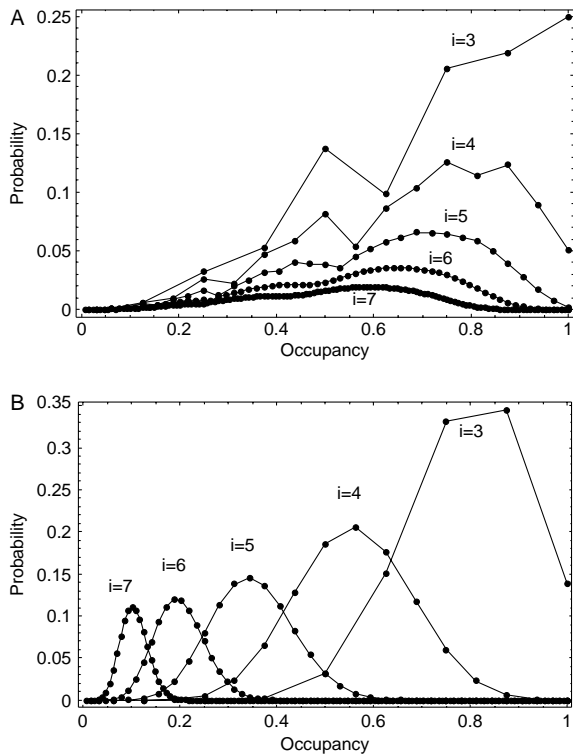 A
0.25
0.2
0.15
0.1
0.05
0
Probability
i=3
i=4
i=5
i=6
i=7
0.2 0.4 0.6 0.8 1
Occupancy
B
0.35
0.3
0.25
0.2
0.15
0.1
0.05
0
Probability
i=3
i=4
i=5
i=6
i=7
0 0.2 0.4 0.6 0.8 1
Occupancy